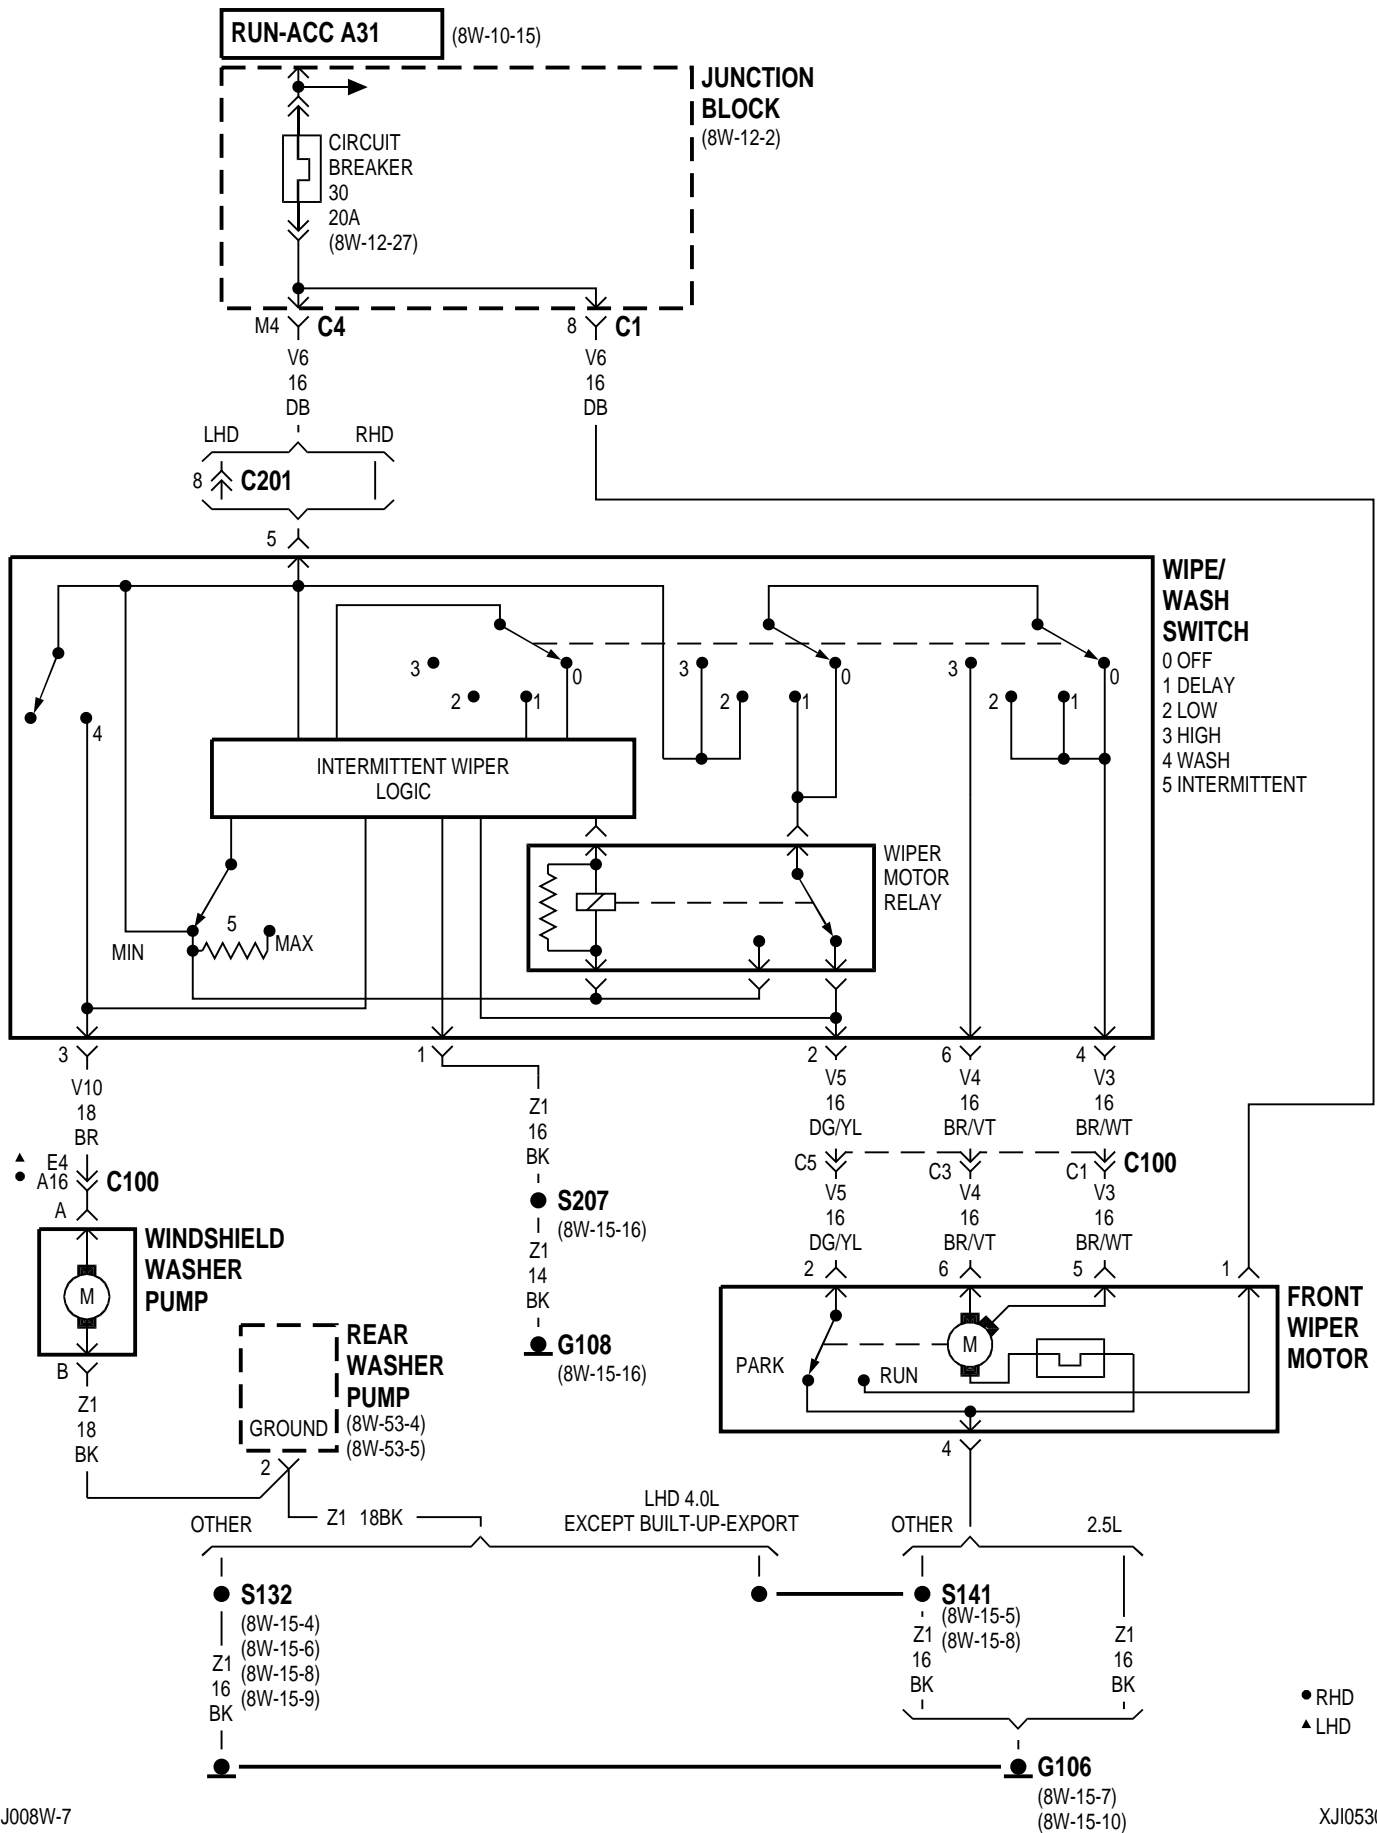 RUN-ACC A31 (8W-10-15)
JUNCTION
BLOCK
(8W-12-2)
CIRCUIT
BREAKER
30
20A
(8W-12-27)
M4 C4
8 C1
V6
16
DB
V6
16
DB
LHD RHD
8 C201
5
WIPE/
WASH
SWITCH
0 OFF
1 DELAY
2 LOW
3 HIGH
4 WASH
5 INTERMITTENT
3 0 3 0 3 0
2 1 2 1 2 1
4
INTERMITTENT WIPER
LOGIC
WIPER
MOTOR
RELAY
5
MIN MAX
3 1 2 6 4
V10
18
BR
Z1
16
BK
V5
16
DG/YL
V4
16
BR/VT
V3
16
BR/WT
E4
A16 C100
A
C5 C3 C1 C100
S207
(8W-15-16)
Z1
14
BK
G108
(8W-15-16)
V5
16
DG/YL
V4
16
BR/VT
V3
16
BR/WT
2 6 5 1
WINDSHIELD
WASHER
PUMP
M
B
Z1
18
BK
REAR
WASHER
PUMP
(8W-53-4)
(8W-53-5)
GROUND
2
FRONT
WIPER
MOTOR
M
PARK RUN
4
Z1 18BK
OTHER
LHD 4.0L
EXCEPT BUILT-UP-EXPORT
OTHER 2.5L
S132
(8W-15-4)
(8W-15-6)
(8W-15-8)
(8W-15-9)
Z1
16
BK
S141
(8W-15-5)
(8W-15-8)
Z1
16
BK
Z1
16
BK
RHD
LHD
G106
(8W-15-7)
(8W-15-10)
J008W-7